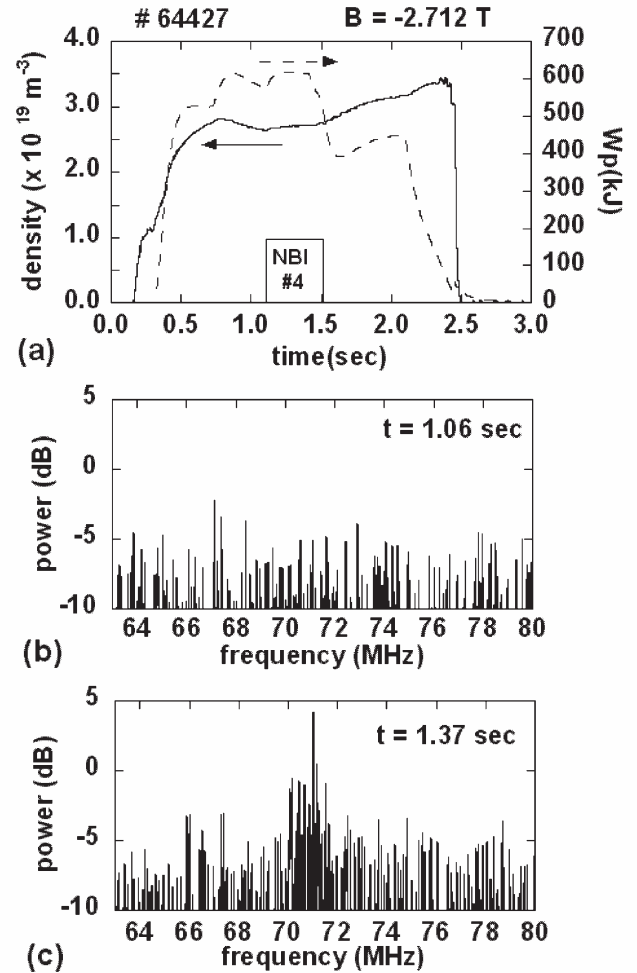 # 64427 B = -2.712 T
4.0 700
600
3.0 500
400
2.0 300
1.0 200
100
0.0 0
density (x 10 19 m-3)
Wp(kJ)
NBI
#4
0.0 0.5 1.0 1.5 2.0 2.5 3.0
time(sec)
(a)
5
0
-5
-10
power (dB)
t = 1.06 sec
64 66 68 70 72 74 76 78 80
frequency (MHz)
(b)
5
0
-5
-10
power (dB)
t = 1.37 sec
64 66 68 70 72 74 76 78 80
frequency (MHz)
(c)